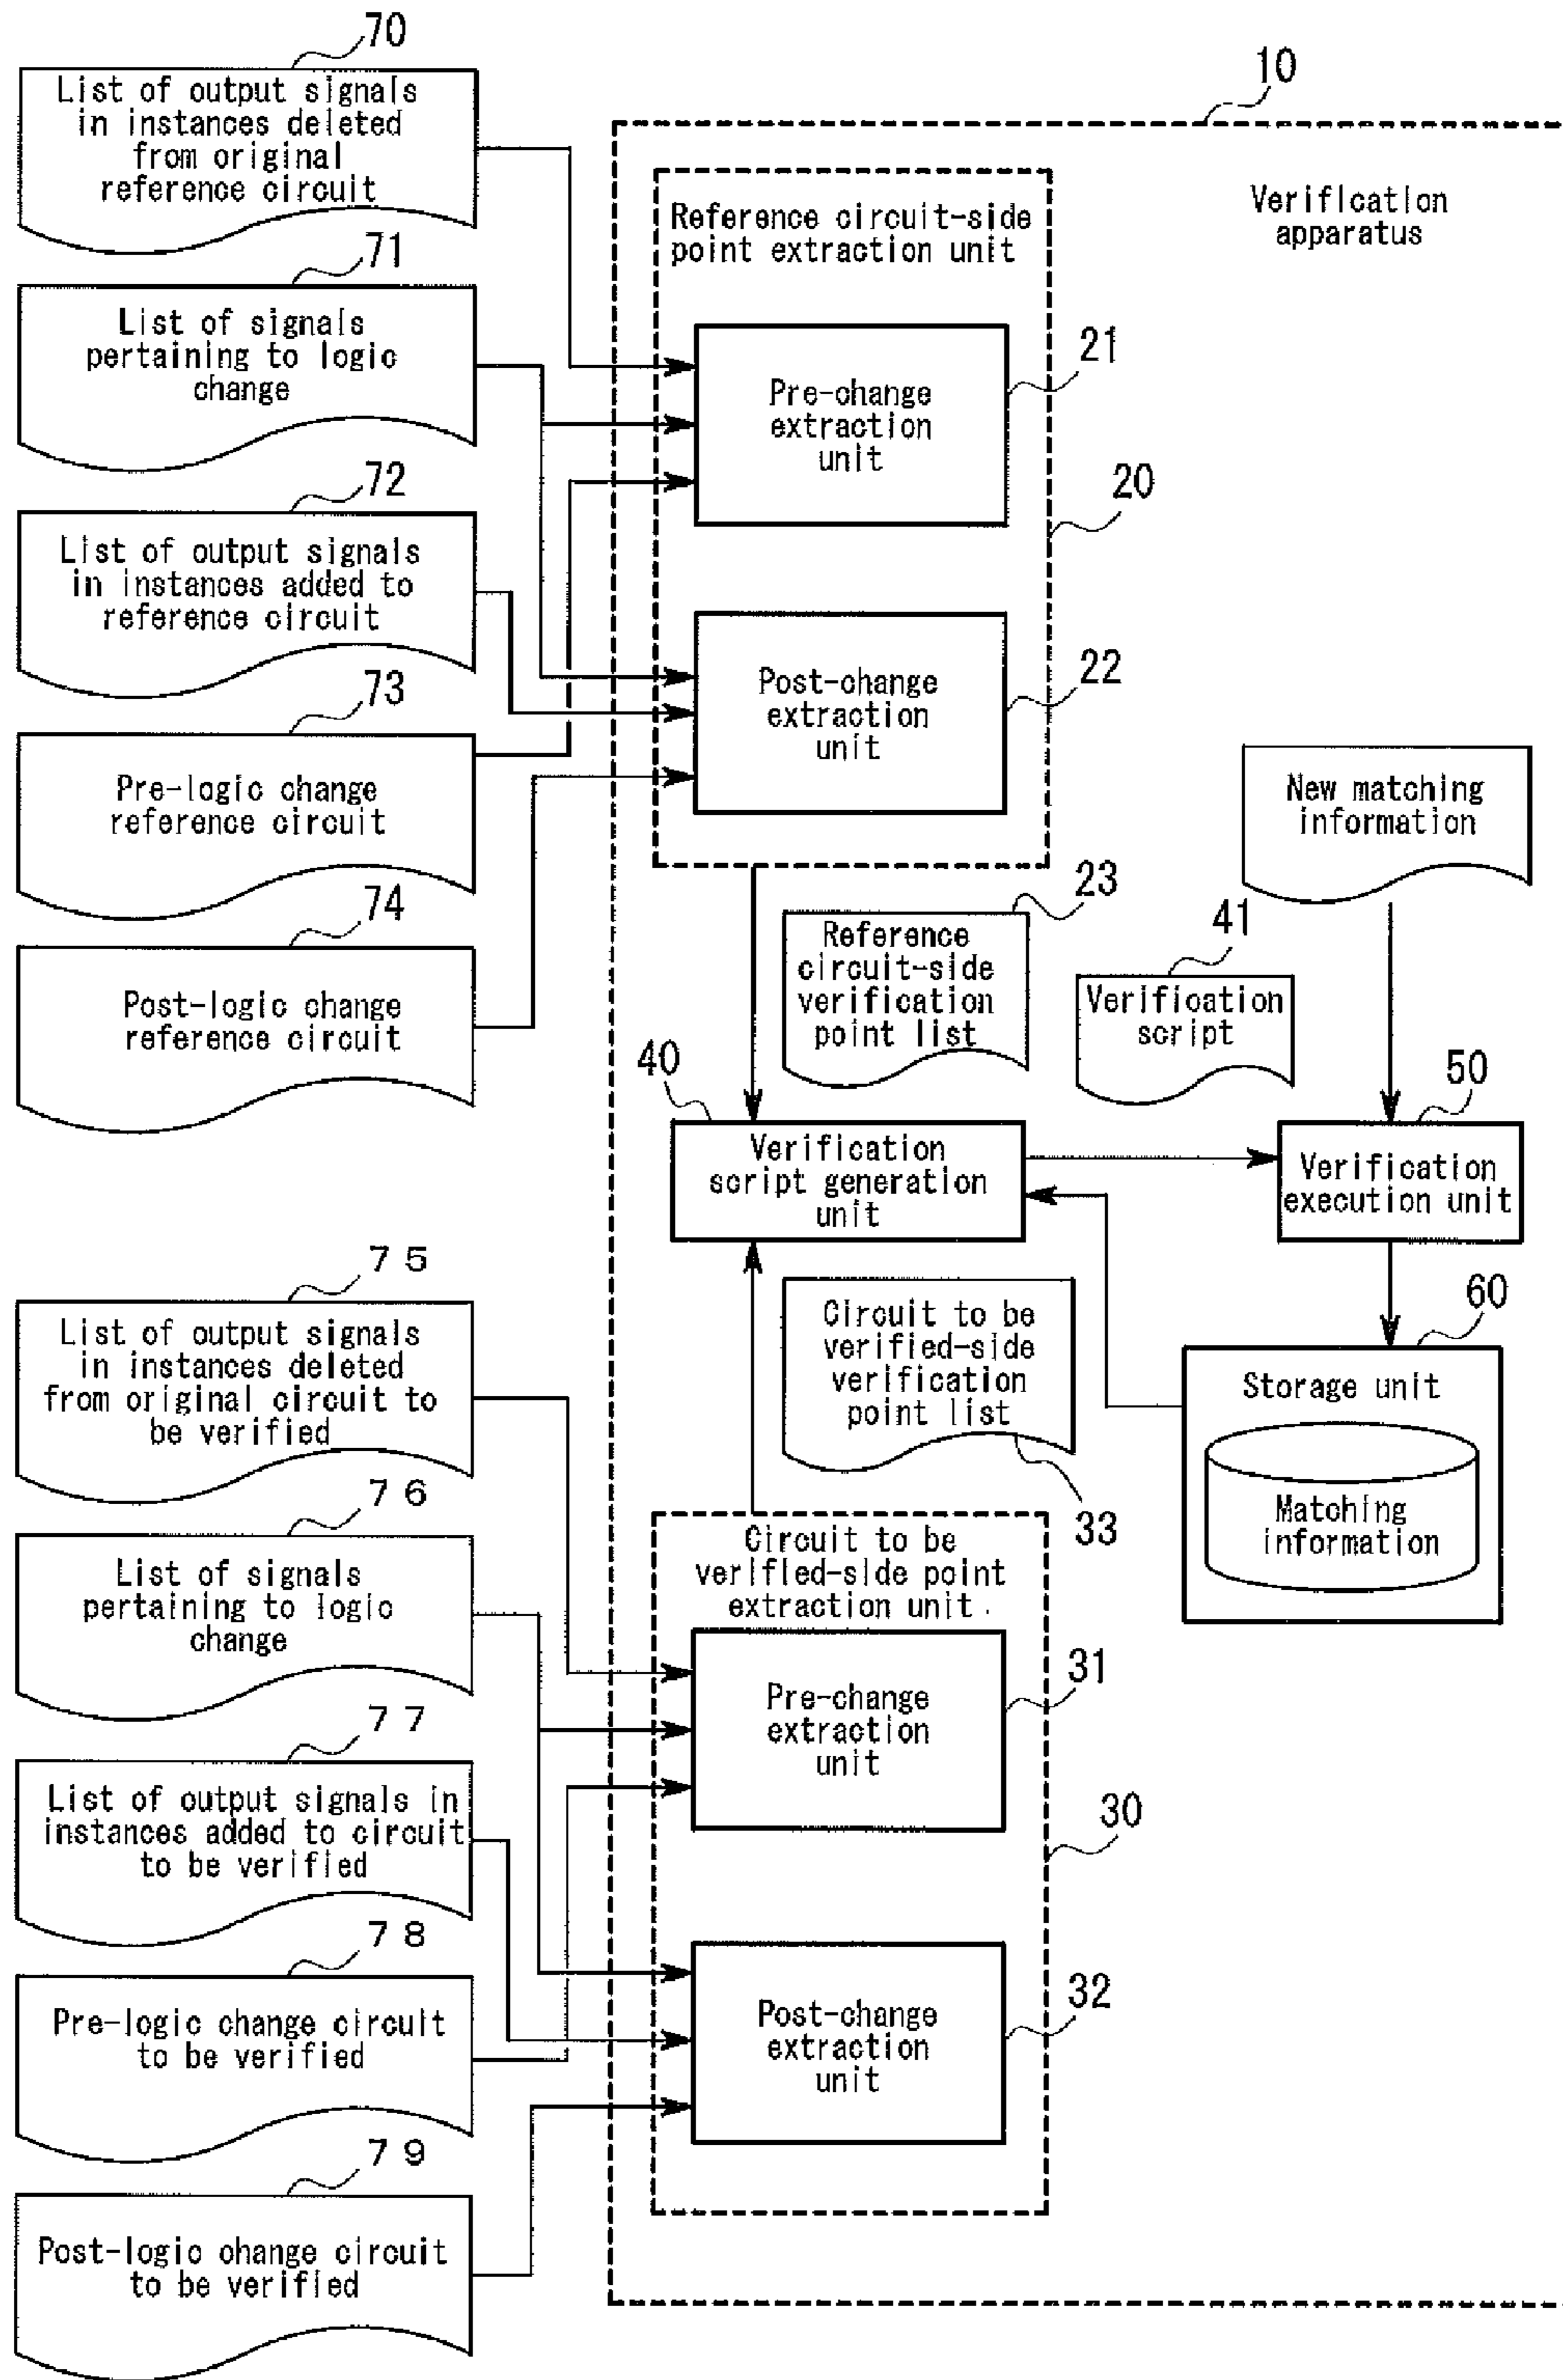 70
List of output signals
in instances deleted
from original
reference circuit
71
List of signals
pertaining to logic
change
72
List of output signals
in instances added to
reference circuit
73
Pre-logic change
reference circuit
74
Post-logic change
reference circuit
75
List of output signals
in instances deleted
from original circuit to
be verified
76
List of signals
pertaining to logic
change
77
List of output signals in
instances added to circuit
to be verified
78
Pre-logic change circuit
to be verified
79
Post-logic change circuit
to be verified
10
Verification
apparatus
Reference circuit-side
point extraction unit
21
Pre-change
extraction
unit
20
22
Post-change
extraction
unit
23
Reference
circuit-side
verification
point list
New matching
information
41
Verification
script
40
Verification
script generation
unit
50
Verification
execution unit
Circuit to be
verified-side
verification
point list
33
60
Storage unit
Matching
information
Circuit to be
verified-side point
extraction unit
31
Pre-change
extraction
unit
30
32
Post-change
extraction
unit